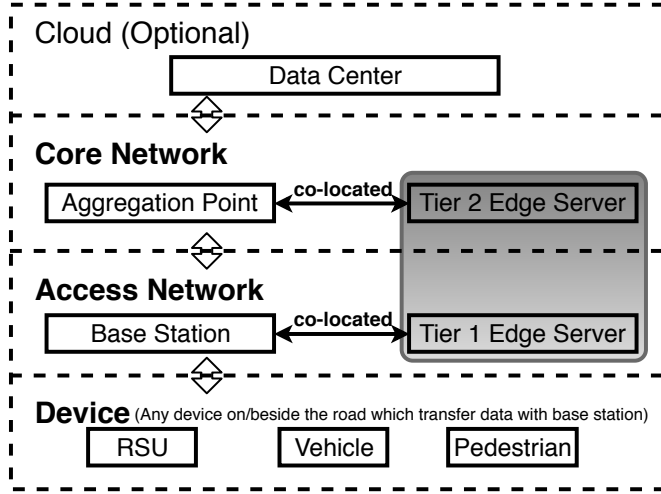 Cloud (Optional)
Data Center
Core Network
Aggregation Point
co-located
Tier 2 Edge Server
Access Network
Base Station
co-located
Tier 1 Edge Server
Device (Any device on/beside the road which transfer data with base station)
RSU
Vehicle
Pedestrian